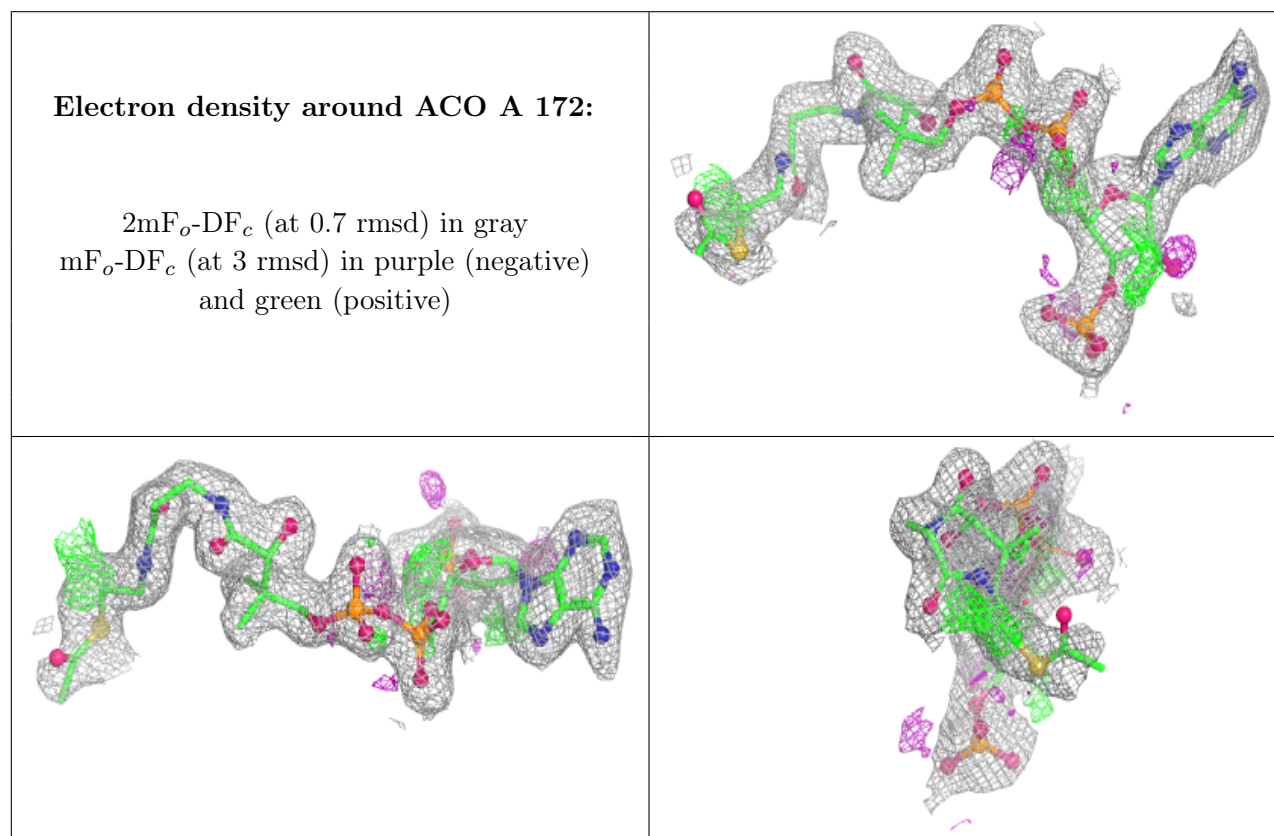 Electron density around ACO A 172:
2mFo-DFc (at 0.7 rmsd) in gray
mFo-DFc (at 3 rmsd) in purple (negative)
and green (positive)